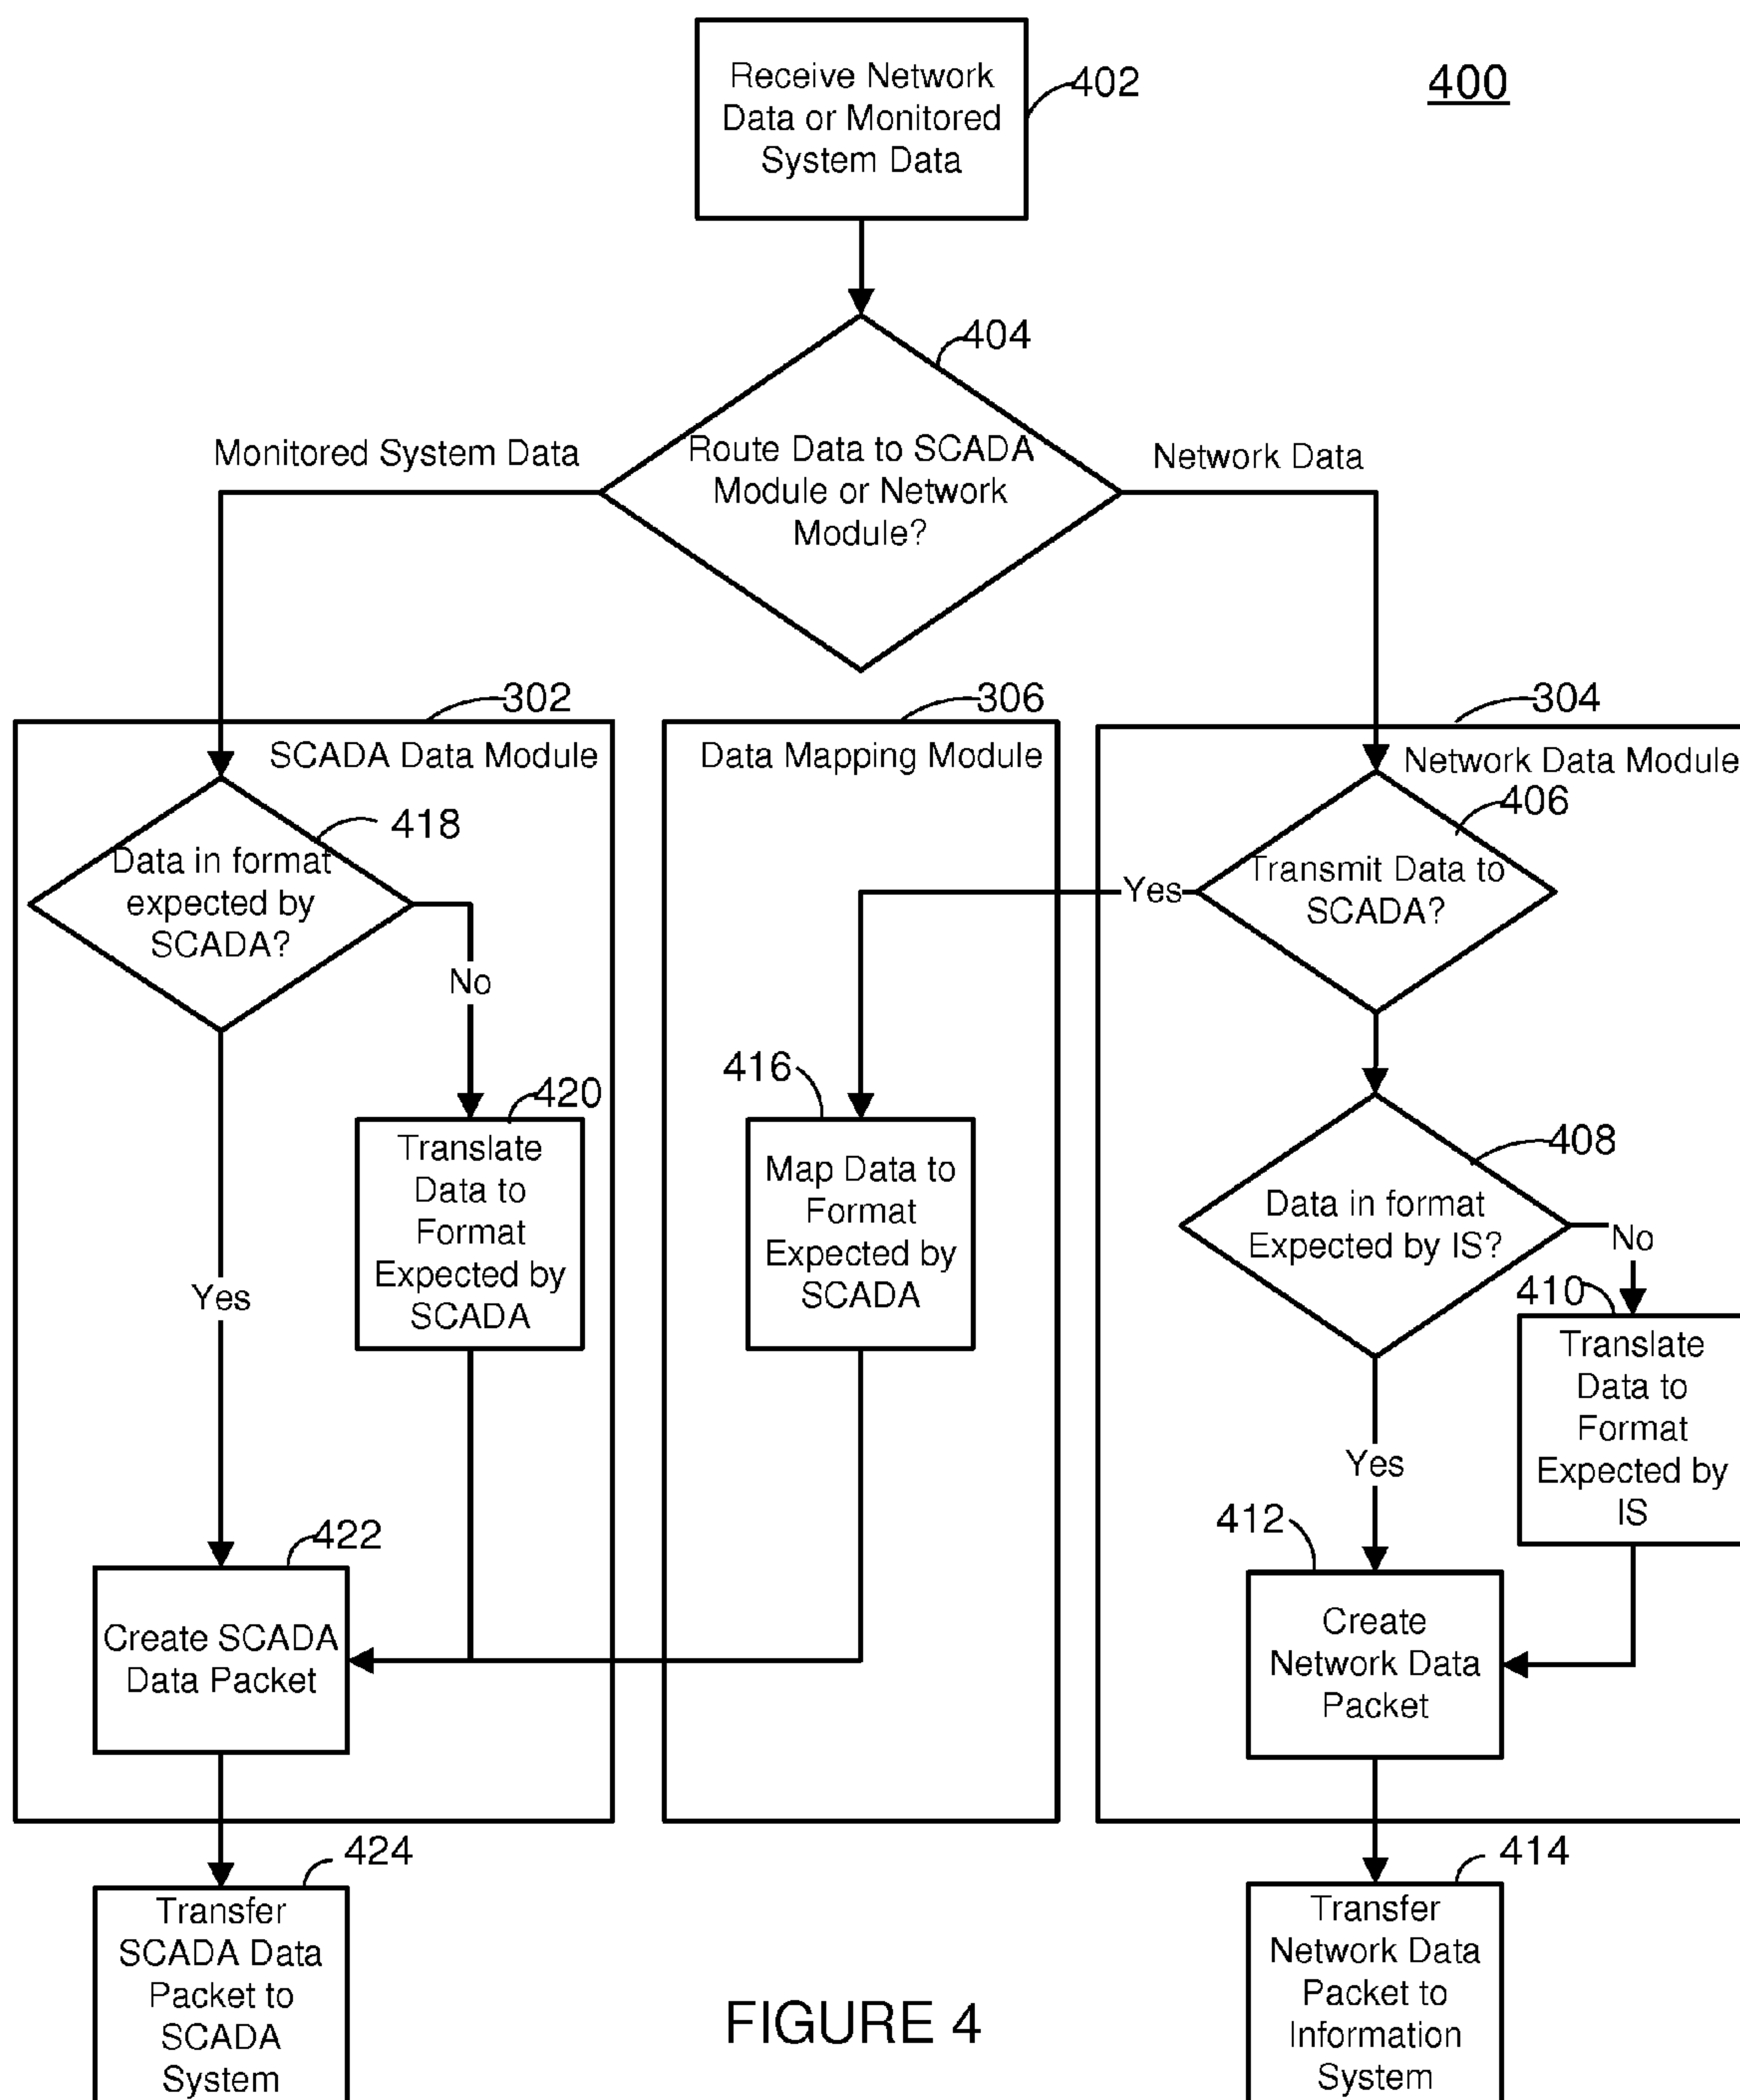 Receive Network
Data or Monitored
System Data
402
400
404
Route Data to SCADA
Module or Network
Module?
Monitored System Data
Network Data
302
306
304
SCADA Data Module
Data Mapping Module
Network Data Module
418
Data in format
expected by
SCADA?
406
Transmit Data to
SCADA?
Yes
No
420
Translate
Data to
Format
Expected by
SCADA
416
Map Data to
Format
Expected by
SCADA
408
Data in format
Expected by IS?
No
410
Translate
Data to
Format
Expected by
IS
Yes
Yes
422
Create SCADA
Data Packet
412
Create
Network Data
Packet
424
Transfer
SCADA Data
Packet to
SCADA
System
414
Transfer
Network Data
Packet to
Information
System
FIGURE 4